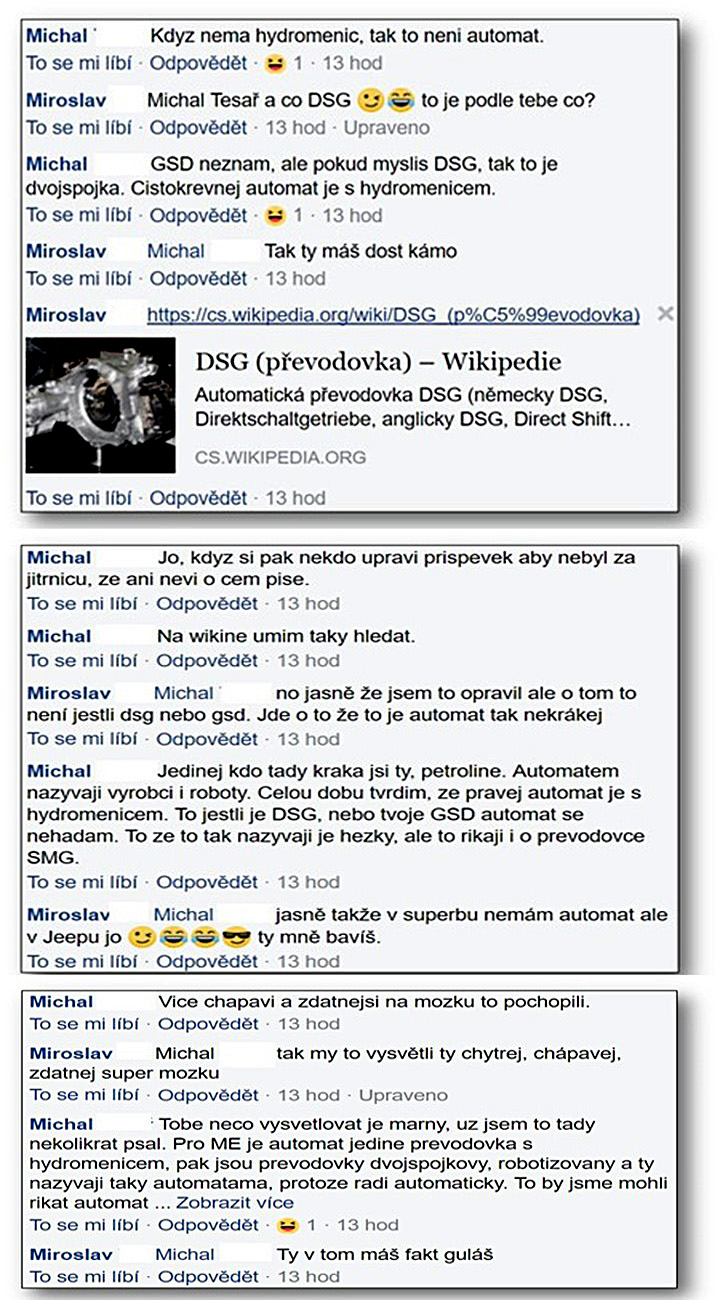 Michal Kdyz nema hydromenic, tak to neni automat.
To se mi líbí · Odpovědět · 😆 1 · 13 hod
Miroslav Michal Tesař a co DSG 😉😂 to je podle tebe co?
To se mi líbí · Odpovědět · 13 hod · Upraveno
Michal GSD neznam, ale pokud myslis DSG, tak to je
dvojspojka. Cistokrevnej automat je s hydromenicem.
To se mi líbí · Odpovědět · 😆 1 · 13 hod
Miroslav Michal Tak ty máš dost kámo
To se mi líbí · Odpovědět · 13 hod
Miroslav https://cs.wikipedia.org/wiki/DSG_(p%C5%99evodovka)
DSG (převodovka) – Wikipedie
Automatická převodovka DSG (německy DSG,
Direktschaltgetriebe, anglicky DSG, Direct Shift...
CS.WIKIPEDIA.ORG
To se mi líbí · Odpovědět · 13 hod
Michal Jo, kdyz si pak nekdo upravi prispevek aby nebyl za
jitrnicu, ze ani nevi o cem pise.
To se mi líbí · Odpovědět · 13 hod
Michal Na wikine umim taky hledat.
To se mi líbí · Odpovědět · 13 hod
Miroslav Michal no jasně že jsem to opravil ale o tom to
není jestli dsg nebo gsd. Jde o to že to je automat tak nekrákej
To se mi líbí · Odpovědět · 13 hod
Michal Jedinej kdo tady kraka jsi ty, petroline. Automatem
nazyvaji vyrobci i roboty. Celou dobu tvrdim, ze pravej automat je s
hydromenicem. To jestli je DSG, nebo tvoje GSD automat se
nehadam. To ze to tak nazyvaji je hezky, ale to rikaji i o prevodovce
SMG.
To se mi líbí · Odpovědět · 13 hod
Miroslav Michal jasně takže v superbu nemám automat ale
v Jeepu jo 😉😂😂😎 ty mně bavíš.
To se mi líbí · Odpovědět · 13 hod
Michal Vice chapavi a zdatnejsi na mozku to pochopili.
To se mi líbí · Odpovědět · 13 hod
Miroslav Michal tak my to vysvětli ty chytrej, chápavej,
zdatnej super mozku
To se mi líbí · Odpovědět · 13 hod · Upraveno
Michal Tobe neco vysvetlovat je marny, uz jsem to tady
nekolikrat psal. Pro ME je automat jedine prevodovka s
hydromenicem, pak jsou prevodovky dvojspojkovy, robotizovany a ty
nazyvaji taky automatama, protoze radi automaticky. To by jsme mohli
rikat automat ... Zobrazit více
To se mi líbí · Odpovědět · 😆 1 · 13 hod
Miroslav Michal Ty v tom máš fakt guláš
To se mi líbí · Odpovědět · 13 hod